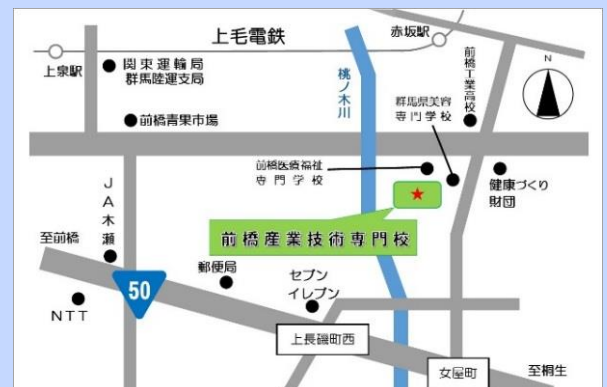 上毛電鉄
赤坂駅
上泉駅
関東運輸局
群馬陸運支局
前橋工業高校
N
桃ノ木川
群馬県美容
専門学校
前橋青果市場
前橋医療福祉
専門学校
健康づくり
財団
JA木瀬
前橋産業技術専門校
至前橋
郵便局
セブン
イレブン
50
NTT
上長磯町西
女屋町
至桐生